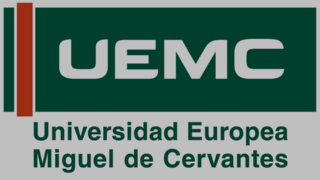 UEMC
Universidad Europea
Miguel de Cervantes